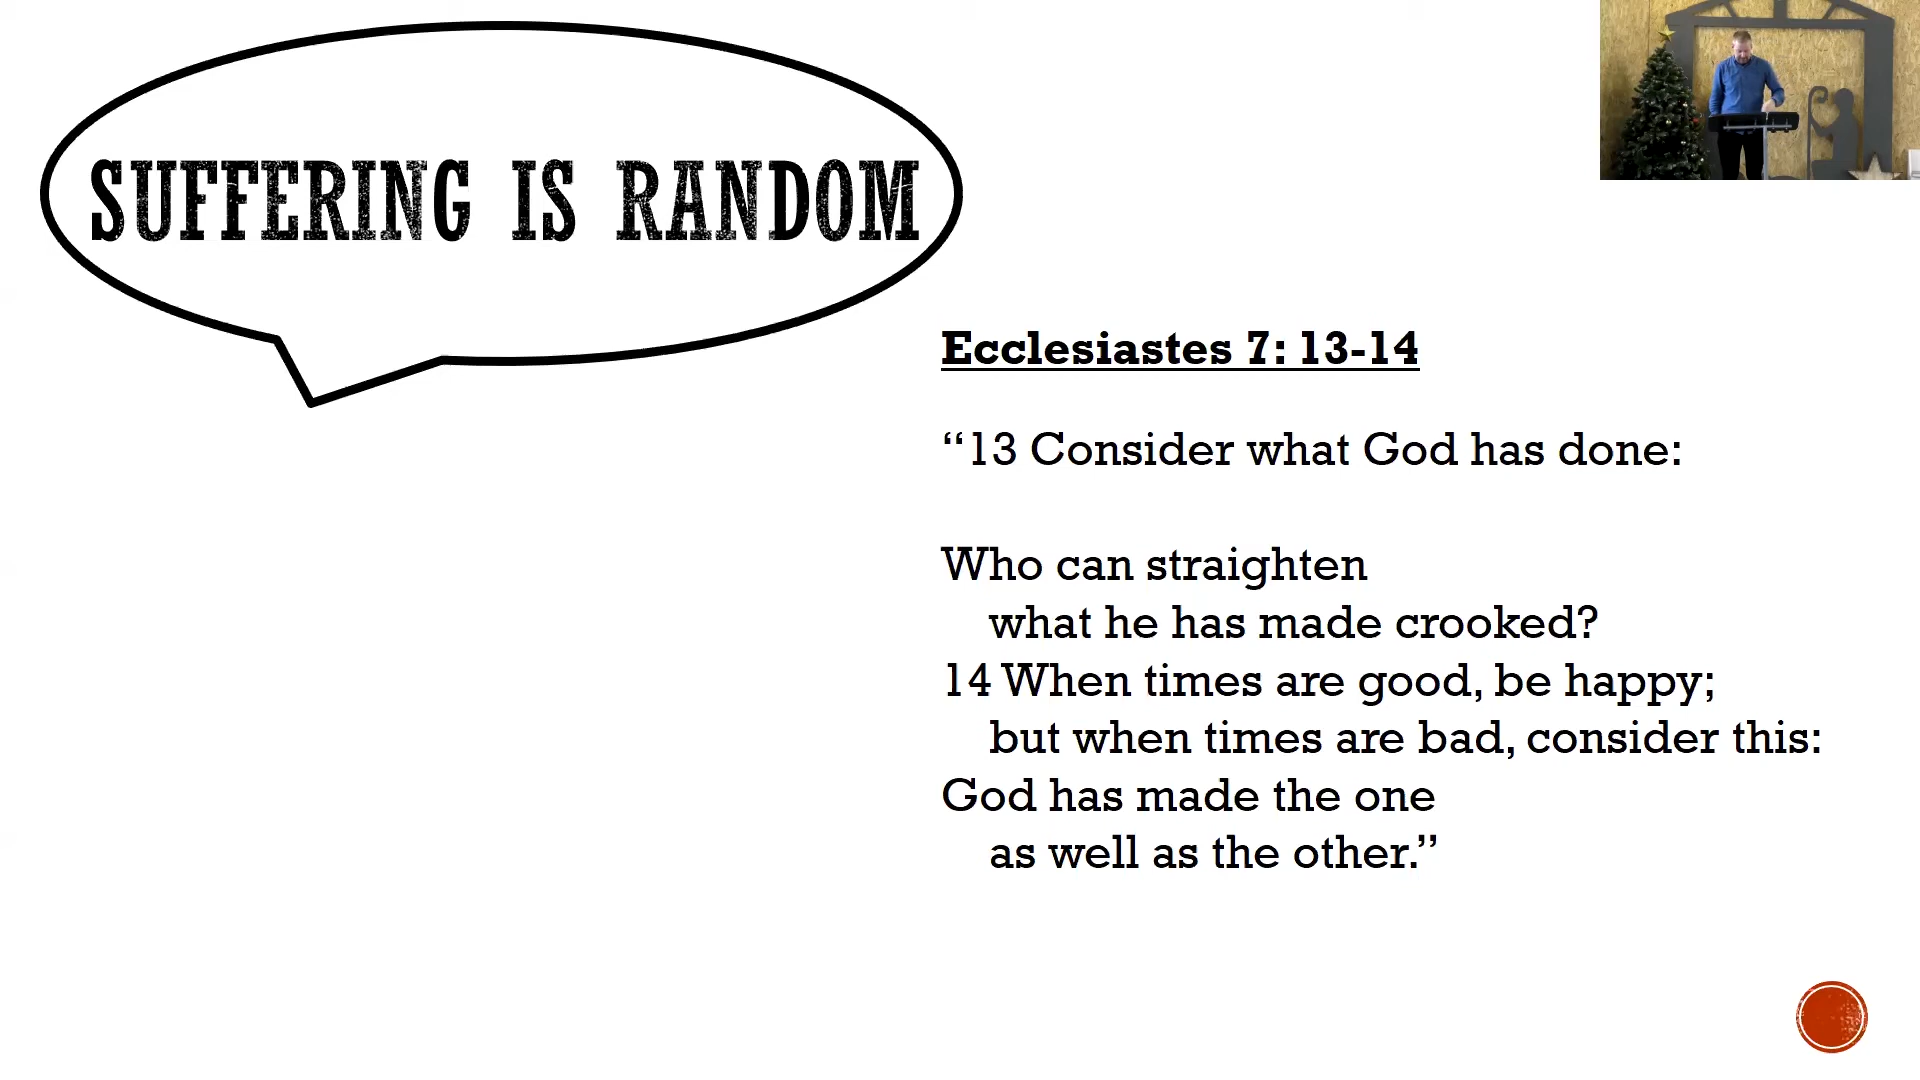 SUFFERING IS RANDOM
Ecclesiastes 7: 13-14
“13 Consider what God has done:
Who can straighten
what he has made crooked?
14 When times are good, be happy;
but when times are bad, consider this:
God has made the one
as well as the other.”